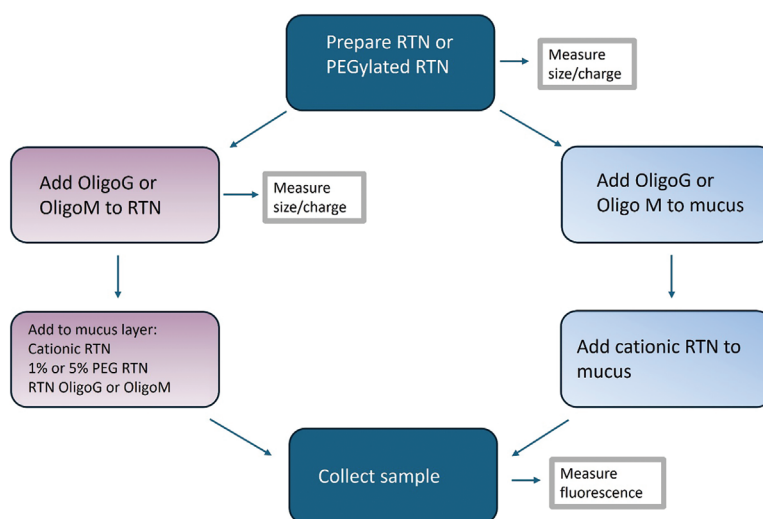 Prepare RTN or
PEGylated RTN
Measure
size/charge
Add OligoG or
OligoM to RTN
Measure
size/charge
Add OligoG or
Oligo M to mucus
Add to mucus layer:
Cationic RTN
1% or 5% PEG RTN
RTN OligoG or OligoM
Add cationic RTN to
mucus
Collect sample
Measure
fluorescence